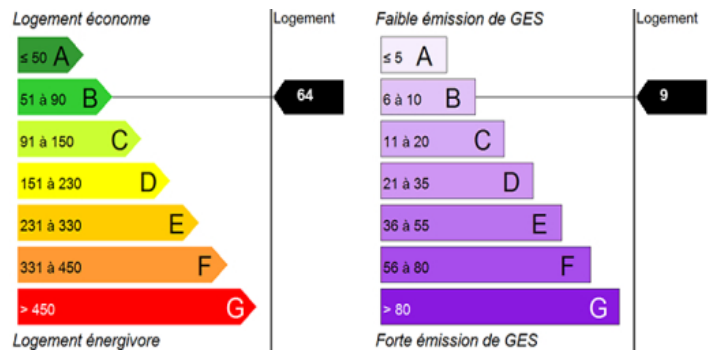 Logement économe
Logement
≤ 50 A
51 à 90 B
64
91 à 150 C
151 à 230 D
231 à 330 E
331 à 450 F
> 450 G
Logement énergivore
Faible émission de GES
Logement
≤ 5 A
6 à 10 B
9
11 à 20 C
21 à 35 D
36 à 55 E
56 à 80 F
> 80 G
Forte émission de GES